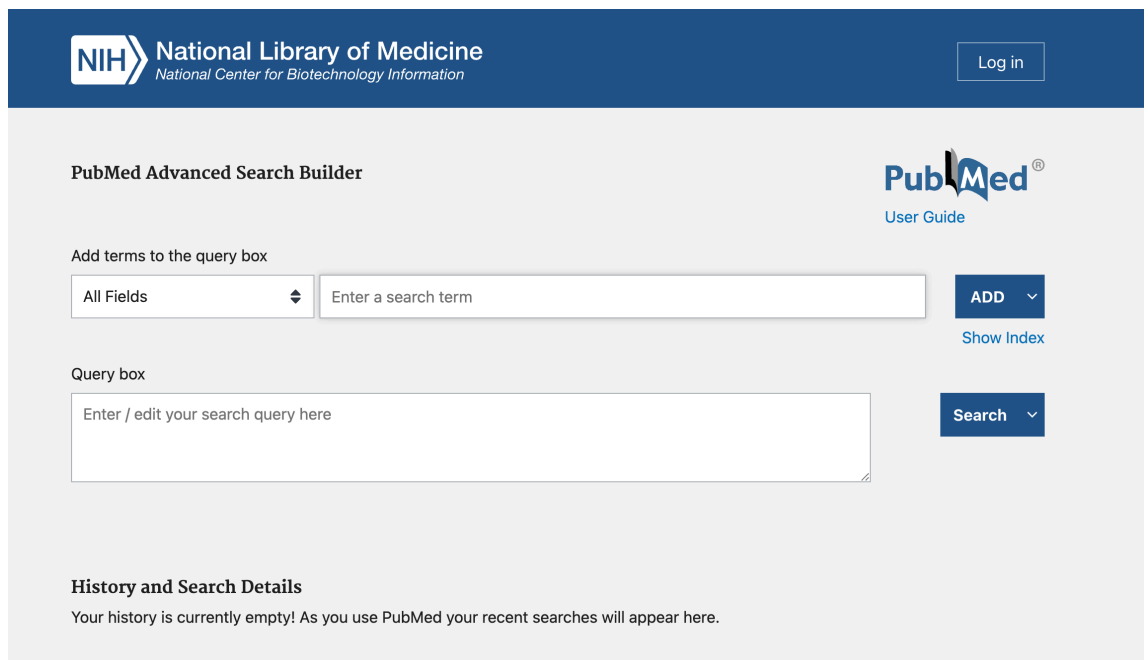 NIH National Library of Medicine
National Center for Biotechnology Information
Log in
PubMed Advanced Search Builder
PubMed®
User Guide
Add terms to the query box
All Fields
Enter a search term
ADD
Show Index
Query box
Enter / edit your search query here
Search
History and Search Details
Your history is currently empty! As you use PubMed your recent searches will appear here.